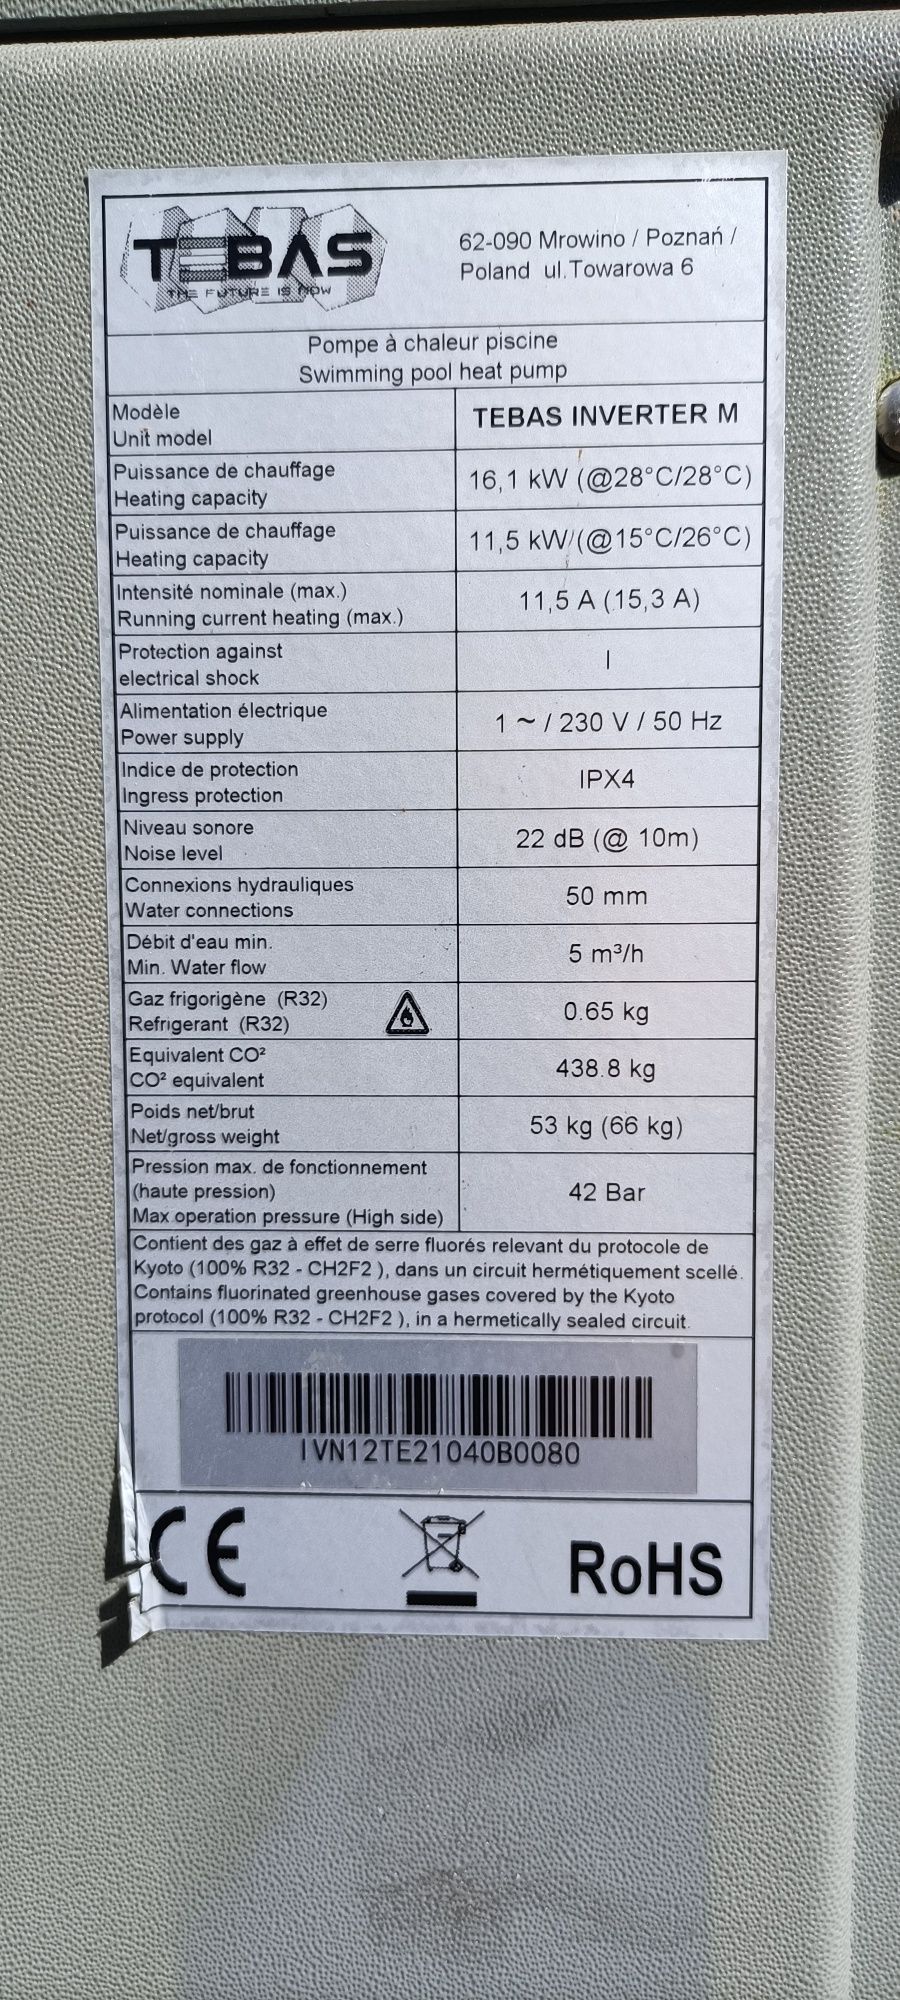 TEBAS
THE FUTURE IS NOW
62-090 Mrowino / Poznań /
Poland ul.Towarowa 6
Pompe à chaleur piscine
Swimming pool heat pump
Modèle
Unit model
TEBAS INVERTER M
Puissance de chauffage
Heating capacity
16,1 kW (@28°C/28°C)
Puissance de chauffage
Heating capacity
11,5 kW/(@15°C/26°C)
Intensité nominale (max.)
Running current heating (max.)
11,5 A (15,3 A)
Protection against
electrical shock
I
Alimentation électrique
Power supply
1 ~ / 230 V / 50 Hz
Indice de protection
Ingress protection
IPX4
Niveau sonore
Noise level
22 dB (@ 10m)
Connexions hydrauliques
Water connections
50 mm
Débit d'eau min.
Min. Water flow
5 m³/h
Gaz frigorigène (R32)
Refrigerant (R32)
0.65 kg
Equivalent CO²
CO² equivalent
438.8 kg
Poids net/brut
Net/gross weight
53 kg (66 kg)
Pression max. de fonctionnement
(haute pression)
Max operation pressure (High side)
42 Bar
Contient des gaz à effet de serre fluorés relevant du protocole de
Kyoto (100% R32 - CH2F2 ), dans un circuit hermétiquement scellé.
Contains fluorinated greenhouse gases covered by the Kyoto
protocol (100% R32 - CH2F2 ), in a hermetically sealed circuit.
IVN12TE21040B0080
CE
RoHS